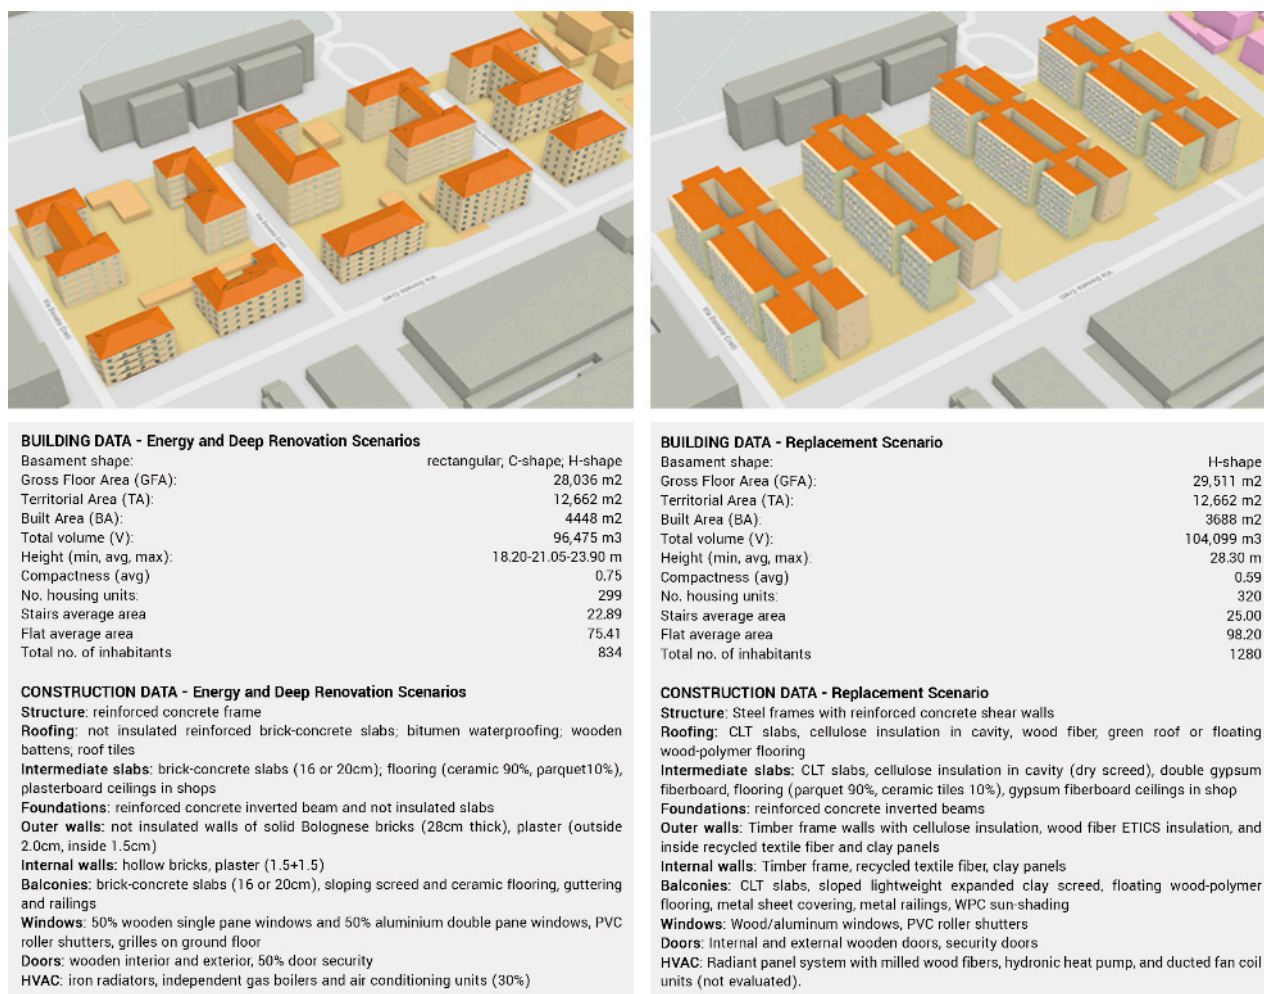 Via Donato Creti
Via Donato Creti
Via Donato Creti
Via Donato Creti
Via Donato Creti
BUILDING DATA - Energy and Deep Renovation Scenarios
Basament shape: rectangular; C-shape; H-shape
Gross Floor Area (GFA): 28,036 m2
Territorial Area (TA): 12,662 m2
Built Area (BA): 4448 m2
Total volume (V): 96,475 m3
Height (min, avg, max): 18.20-21.05-23.90 m
Compactness (avg) 0.75
No. housing units: 299
Stairs average area 22.89
Flat average area 75.41
Total no. of inhabitants 834
CONSTRUCTION DATA - Energy and Deep Renovation Scenarios
Structure: reinforced concrete frame
Roofing: not insulated reinforced brick-concrete slabs; bitumen waterproofing; wooden
battens; roof tiles
Intermediate slabs: brick-concrete slabs (16 or 20cm); flooring (ceramic 90%, parquet10%),
plasterboard ceilings in shops
Foundations: reinforced concrete inverted beam and not insulated slabs
Outer walls: not insulated walls of solid Bolognese bricks (28cm thick), plaster (outside
2.0cm, inside 1.5cm)
Internal walls: hollow bricks, plaster (1.5+1.5)
Balconies: brick-concrete slabs (16 or 20cm), sloping screed and ceramic flooring, guttering
and railings
Windows: 50% wooden single pane windows and 50% aluminium double pane windows, PVC
roller shutters, grilles on ground floor
Doors: wooden interior and exterior, 50% door security
HVAC: iron radiators, independent gas boilers and air conditioning units (30%)
BUILDING DATA - Replacement Scenario
Basament shape: H-shape
Gross Floor Area (GFA): 29,511 m2
Territorial Area (TA): 12,662 m2
Built Area (BA): 3688 m2
Total volume (V): 104,099 m3
Height (min, avg, max): 28.30 m
Compactness (avg) 0.59
No. housing units: 320
Stairs average area 25.00
Flat average area 98.20
Total no. of inhabitants 1280
CONSTRUCTION DATA - Replacement Scenario
Structure: Steel frames with reinforced concrete shear walls
Roofing: CLT slabs, cellulose insulation in cavity, wood fiber, green roof or floating
wood-polymer flooring
Intermediate slabs: CLT slabs, cellulose insulation in cavity (dry screed), double gypsum
fiberboard, flooring (parquet 90%, ceramic tiles 10%), gypsum fiberboard ceilings in shop
Foundations: reinforced concrete inverted beams
Outer walls: Timber frame walls with cellulose insulation, wood fiber ETICS insulation, and
inside recycled textile fiber and clay panels
Internal walls: Timber frame, recycled textile fiber, clay panels
Balconies: CLT slabs, sloped lightweight expanded clay screed, floating wood-polymer
flooring, metal sheet covering, metal railings, WPC sun-shading
Windows: Wood/aluminum windows, PVC roller shutters
Doors: Internal and external wooden doors, security doors
HVAC: Radiant panel system with milled wood fibers, hydronic heat pump, and ducted fan coil
units (not evaluated).